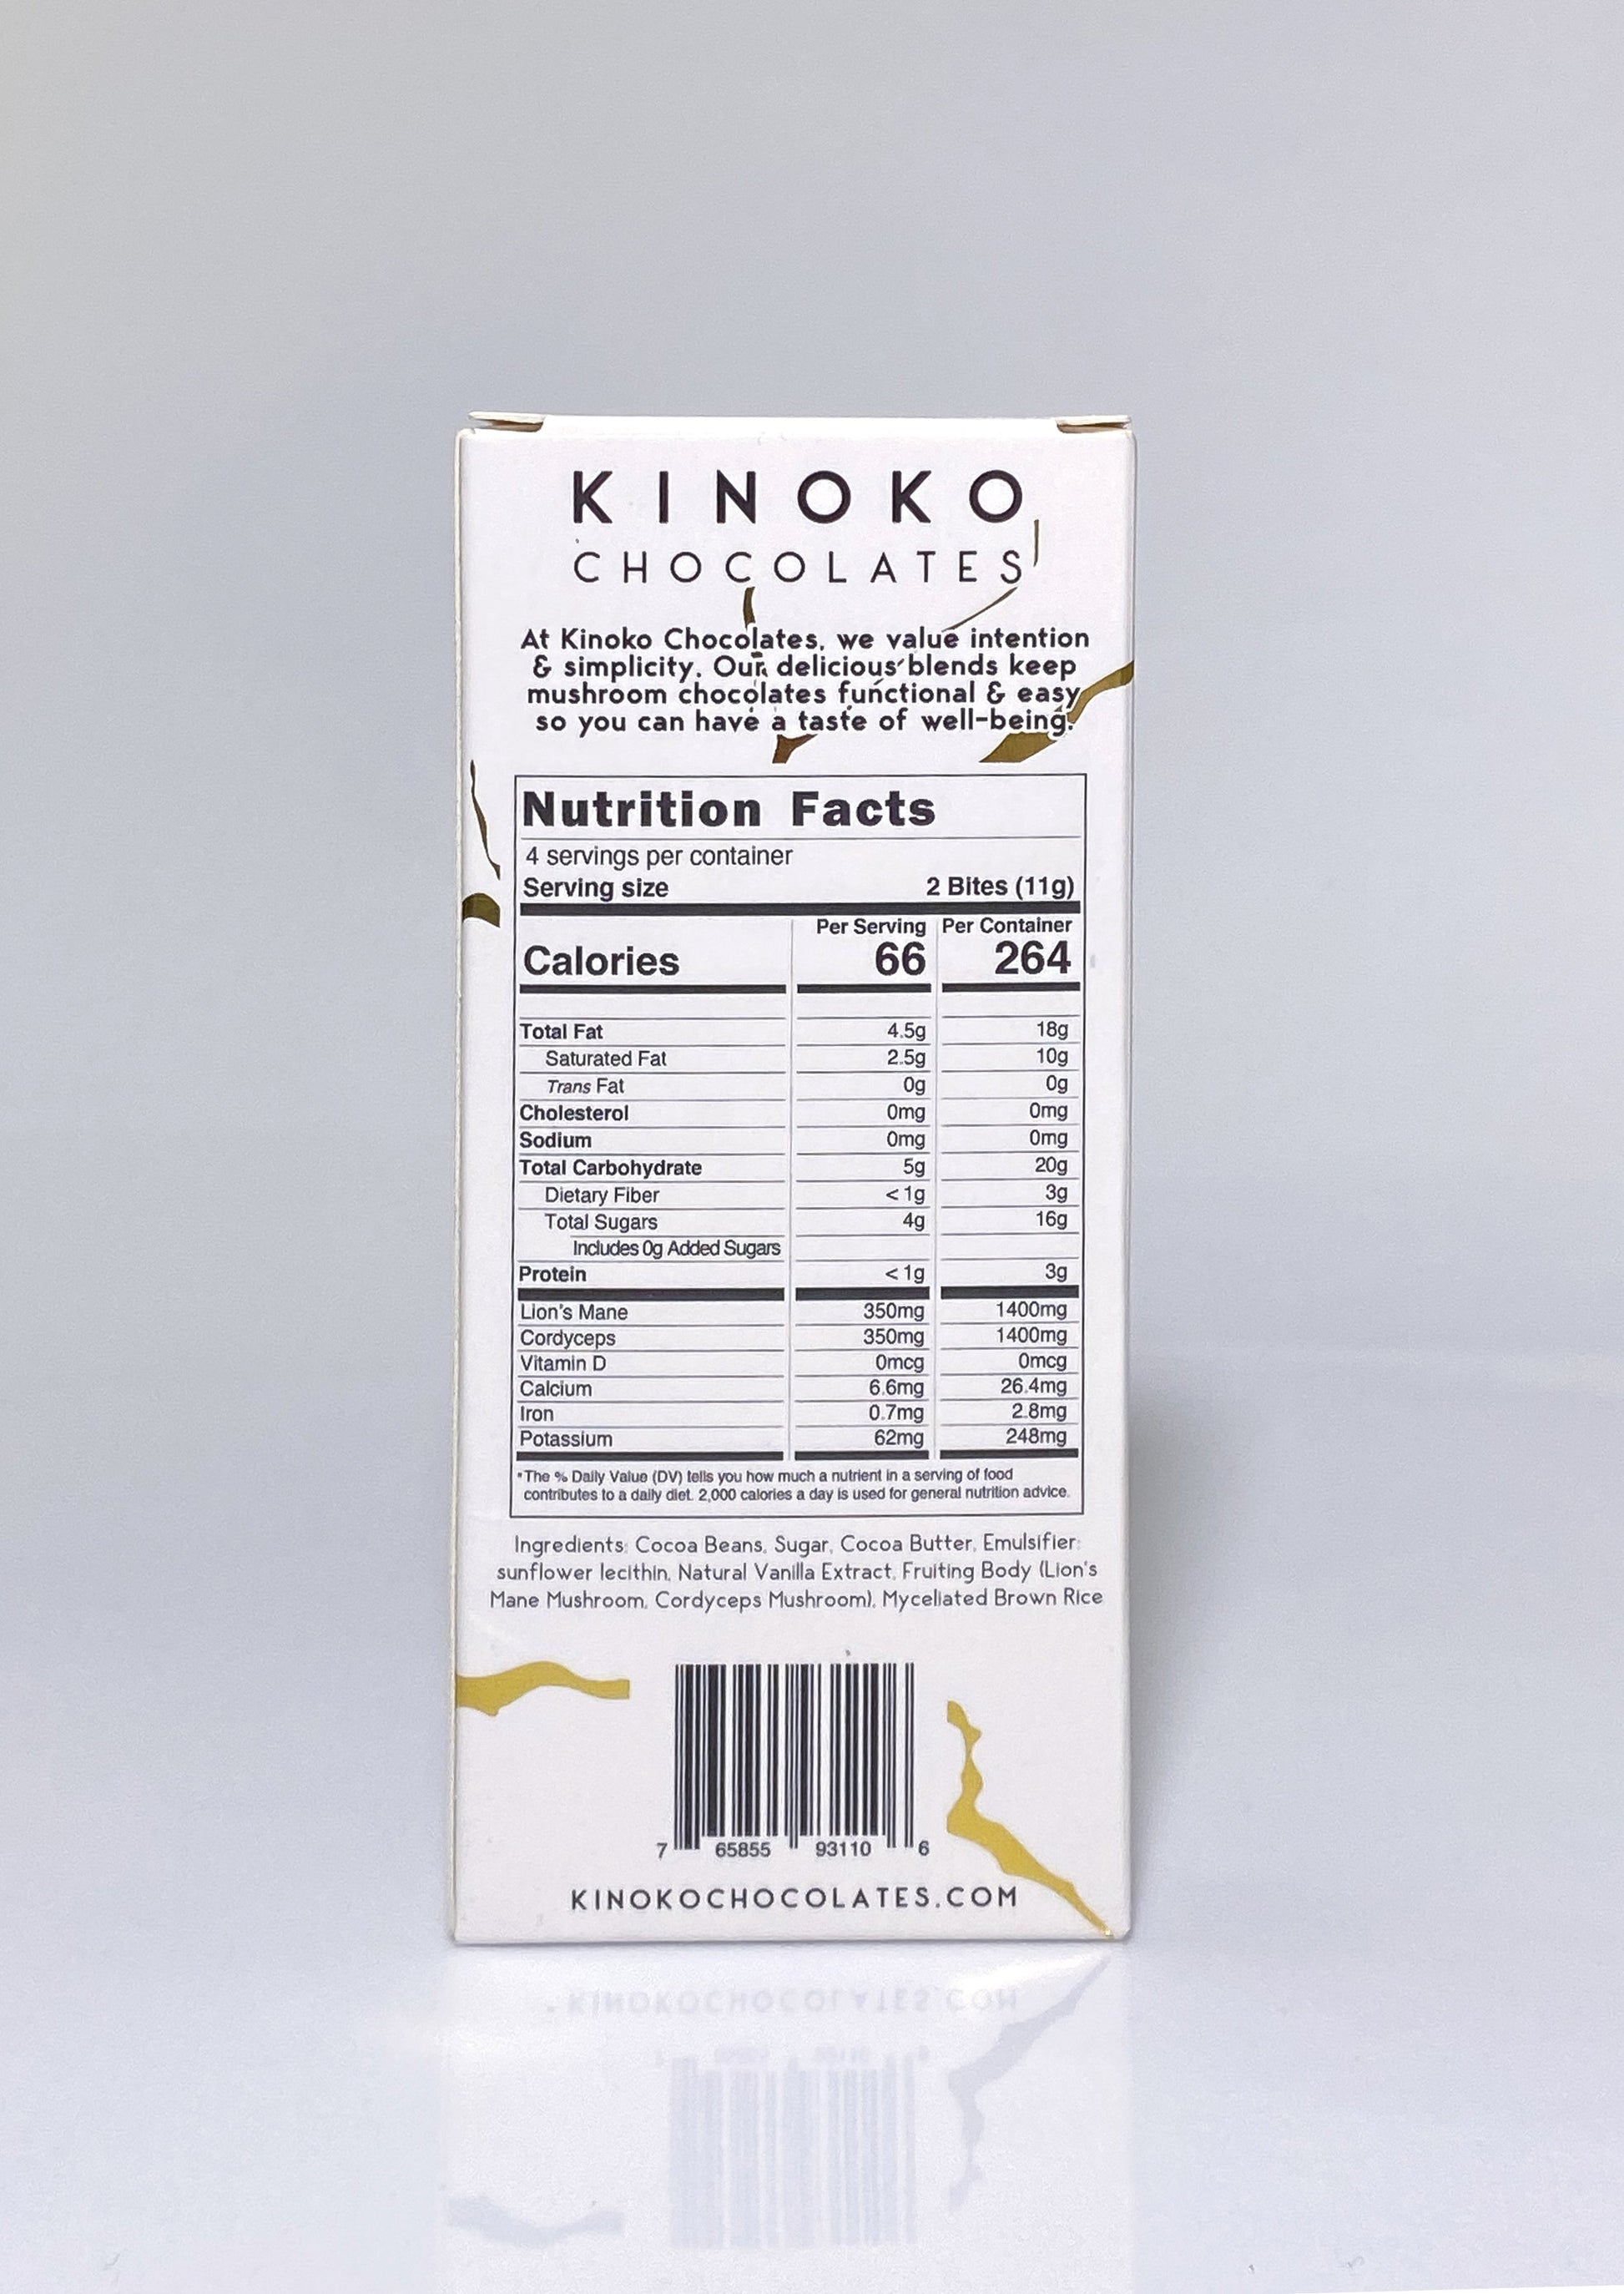 KINOKO
CHOCOLATES
At Kinoko Chocolates, we value intention
& simplicity. Our delicious blends keep
mushroom chocolates functional & easy
so you can have a taste of well-being.
Nutrition Facts
4 servings per container
Serving size 2 Bites (11g)
Per Serving Per Container
Calories 66 264
Total Fat 4.5g 18g
Saturated Fat 2.5g 10g
Trans Fat 0g 0g
Cholesterol 0mg 0mg
Sodium 0mg 0mg
Total Carbohydrate 5g 20g
Dietary Fiber <1g 3g
Total Sugars 4g 16g
Includes 0g Added Sugars
Protein <1g 3g
Lion's Mane 350mg 1400mg
Cordyceps 350mg 1400mg
Vitamin D 0mcg 0mcg
Calcium 6.6mg 26.4mg
Iron 0.7mg 2.8mg
Potassium 62mg 248mg
*The % Daily Value (DV) tells you how much a nutrient in a serving of food
contributes to a daily diet. 2,000 calories a day is used for general nutrition advice.
Ingredients: Cocoa Beans, Sugar, Cocoa Butter, Emulsifier:
sunflower lecithin, Natural Vanilla Extract, Fruiting Body (Lion's
Mane Mushroom, Cordyceps Mushroom), Myceliated Brown Rice
7 65855 93110 6
KINOKOCHOCOLATES.COM